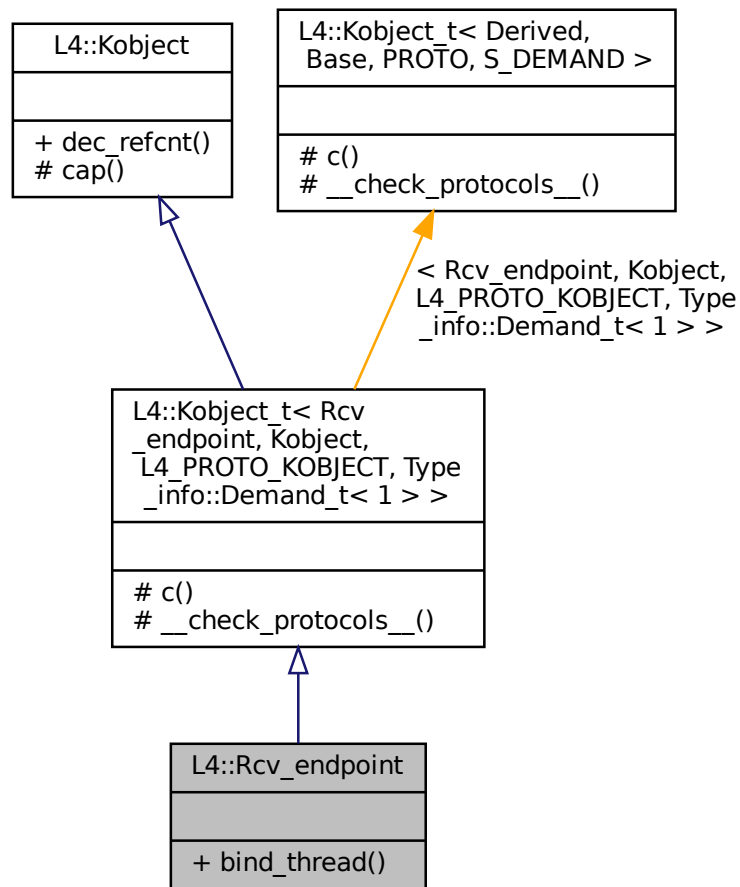 L4::Kobject
+ dec_refcnt()
# cap()
L4::Kobject_t< Derived,
Base, PROTO, S_DEMAND >
# c()
# __check_protocols__()
< Rcv_endpoint, Kobject,
L4_PROTO_KOBJECT, Type
_info::Demand_t< 1 > >
L4::Kobject_t< Rcv
_endpoint, Kobject,
L4_PROTO_KOBJECT, Type
_info::Demand_t< 1 > >
# c()
# __check_protocols__()
L4::Rcv_endpoint
+ bind_thread()